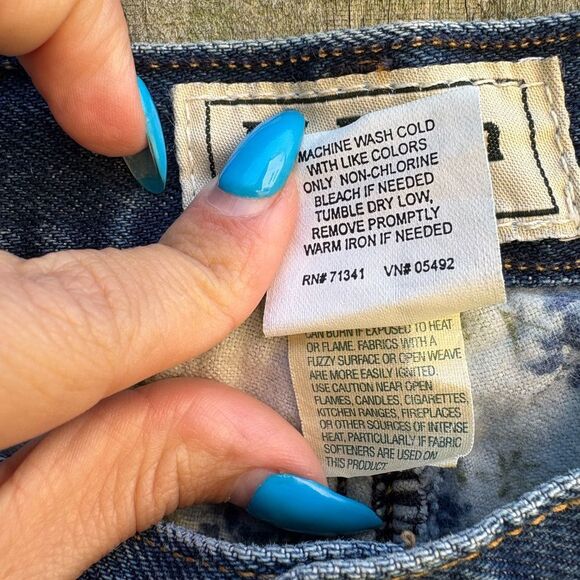 MACHINE WASH COLD
WITH LIKE COLORS
ONLY NON-CHLORINE
BLEACH IF NEEDED
TUMBLE DRY LOW,
REMOVE PROMPTLY
WARM IRON IF NEEDED
RN# 71341 VN# 05492
CAN BURN IF EXPOSED TO HEAT
OR FLAME. FABRICS WITH A
FUZZY SURFACE OR OPEN WEAVE
ARE MORE EASILY IGNITED.
USE CAUTION NEAR OPEN
FLAMES, CANDLES, CIGARETTES,
KITCHEN RANGES, FIREPLACES
OR OTHER SOURCES OF INTENSE
HEAT, PARTICULARLY IF FABRIC
SOFTENERS ARE USED ON
THIS PRODUCT